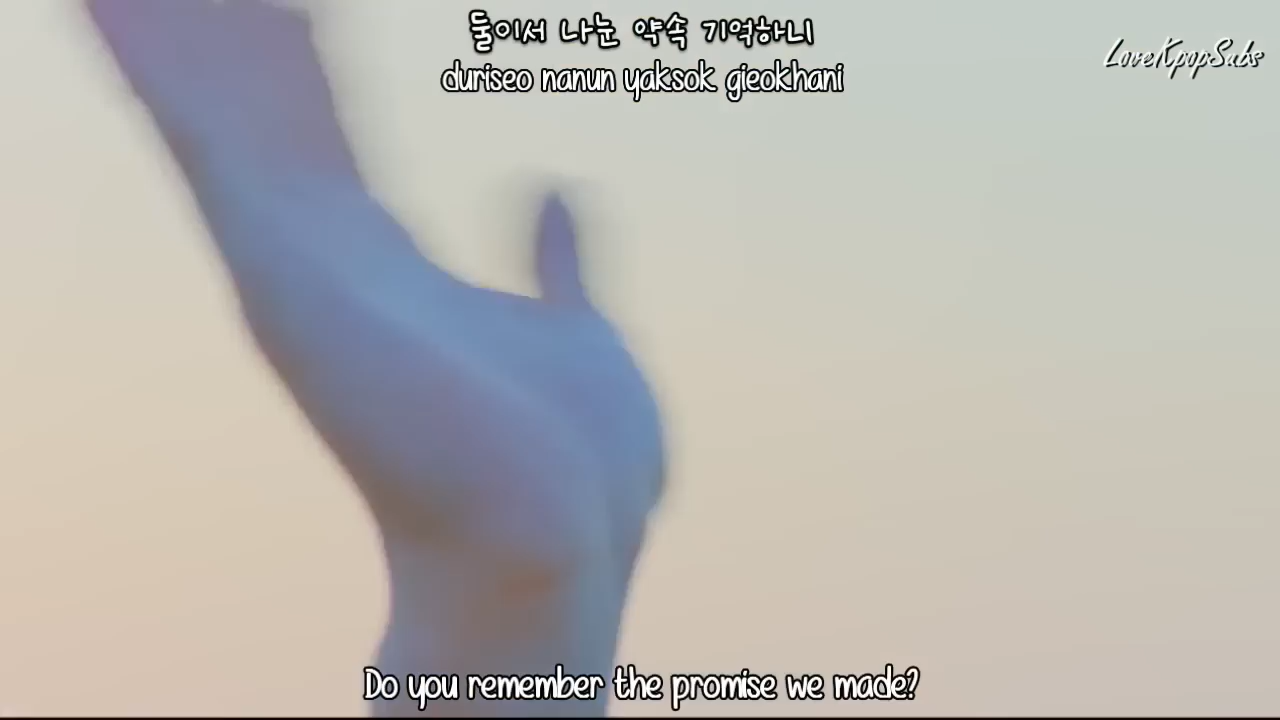 둘이서 나눈 약속 기억하니
LoveKpopSubs
duriseo nanun yaksok gieokhani
Do you remember the promise we made?